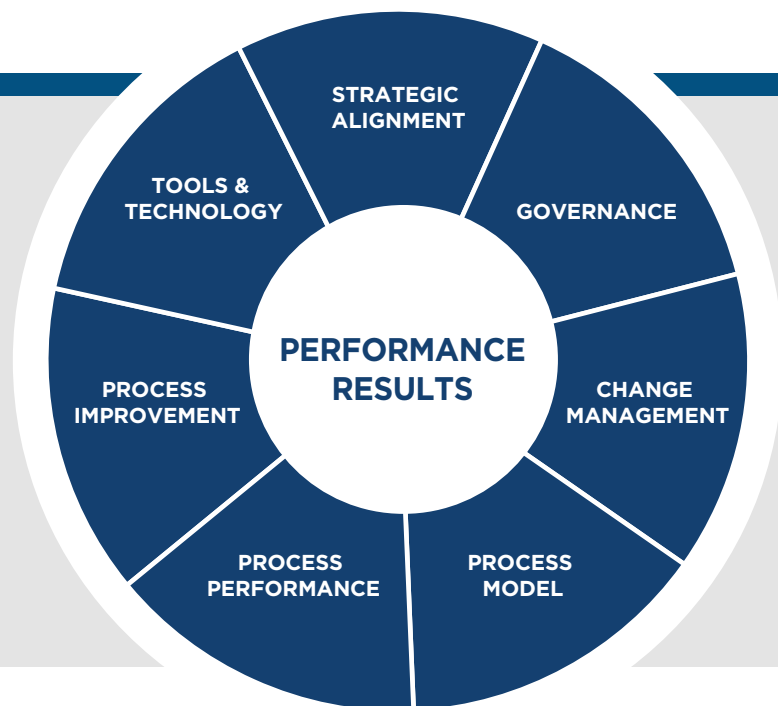 STRATEGIC
ALIGNMENT
TOOLS &
TECHNOLOGY
GOVERNANCE
PERFORMANCE
RESULTS
PROCESS
IMPROVEMENT
CHANGE
MANAGEMENT
PROCESS
PERFORMANCE
PROCESS
MODEL